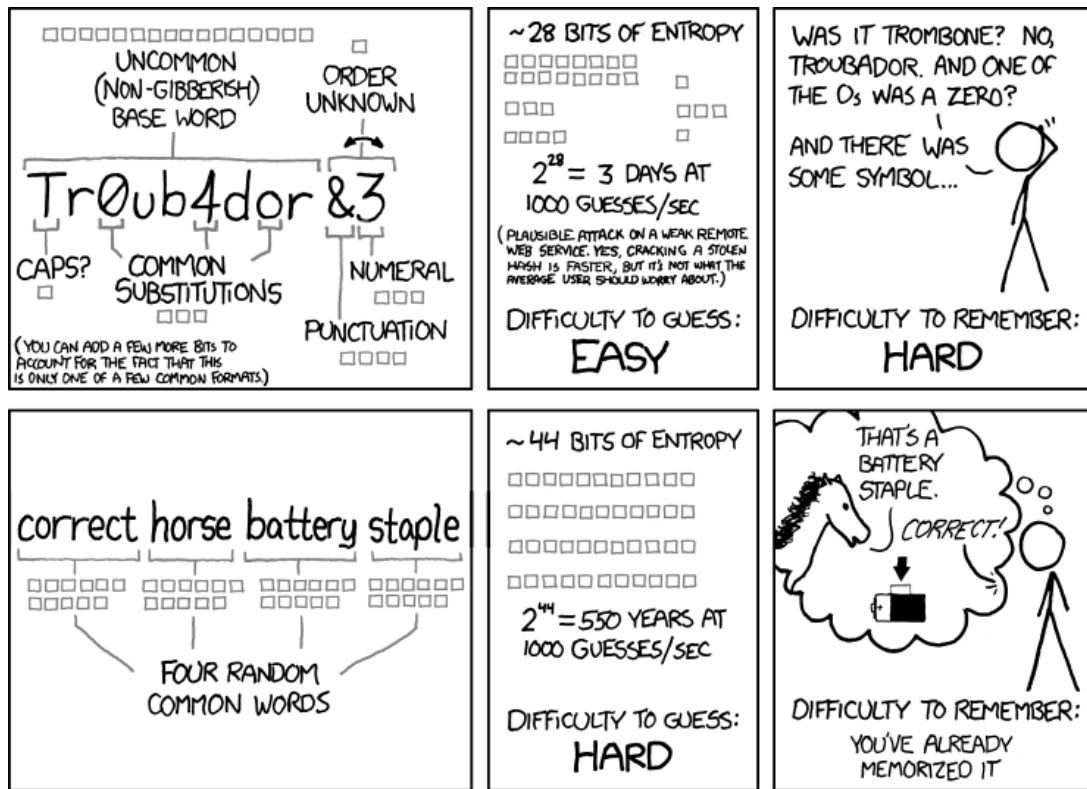 UNCOMMON
(NON-GIBBERISH)
BASE WORD
ORDER
UNKNOWN
Tr0ub4dor &3
CAPS?
COMMON
SUBSTITUTIONS
NUMERAL
PUNCTUATION
(YOU CAN ADD A FEW MORE BITS TO
ACCOUNT FOR THE FACT THAT THIS
IS ONLY ONE OF A FEW COMMON FORMATS.)
~28 BITS OF ENTROPY
2^28 = 3 DAYS AT
1000 GUESSES/SEC
(PLAUSIBLE ATTACK ON A WEAK REMOTE
WEB SERVICE. YES, CRACKING A STOLEN
HASH IS FASTER, BUT IT'S NOT WHAT THE
AVERAGE USER SHOULD WORRY ABOUT.)
DIFFICULTY TO GUESS:
EASY
WAS IT TROMBONE? NO,
TROUBADOR. AND ONE OF
THE Os WAS A ZERO?
AND THERE WAS
SOME SYMBOL...
DIFFICULTY TO REMEMBER:
HARD
correct horse battery staple
FOUR RANDOM
COMMON WORDS
~44 BITS OF ENTROPY
2^44 = 550 YEARS AT
1000 GUESSES/SEC
DIFFICULTY TO GUESS:
HARD
THAT'S A
BATTERY
STAPLE.
CORRECT!
+
DIFFICULTY TO REMEMBER:
YOU'VE ALREADY
MEMORIZED IT